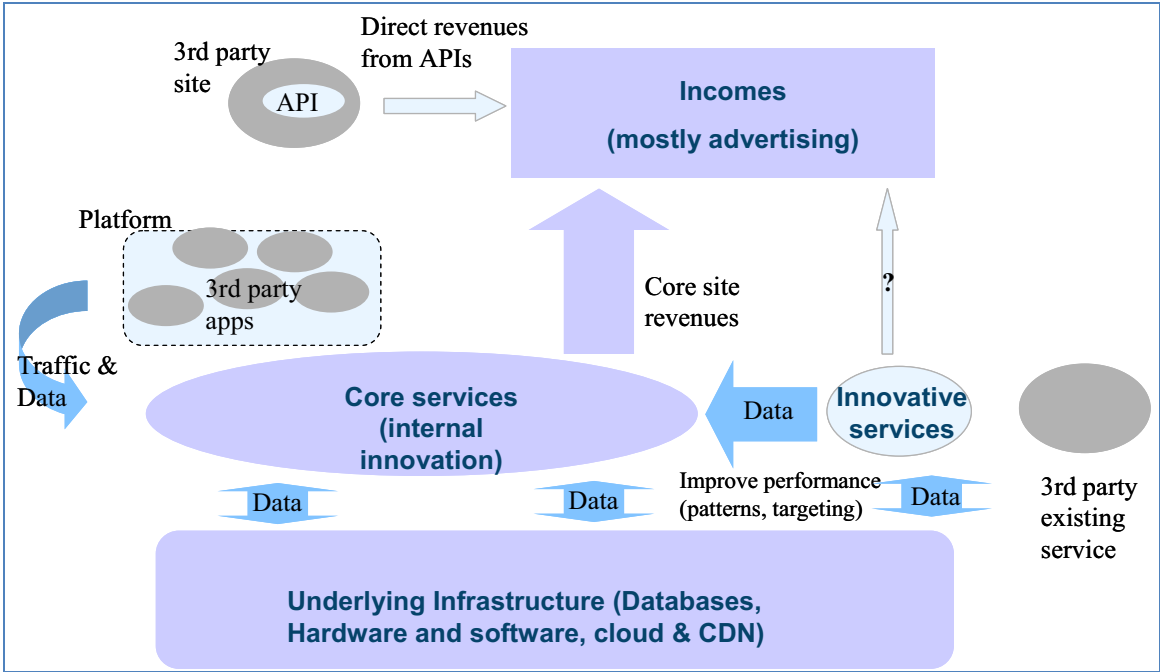 Direct revenues
from APIs
3rd party
site
API
Incomes
(mostly advertising)
Platform
3rd party
apps
?
Core site
revenues
Traffic &
Data
Core services
(internal
innovation)
Data
Innovative
services
Improve performance
(patterns, targeting)
Data
Data
Data
3rd party
existing
service
Underlying Infrastructure (Databases,
Hardware and software, cloud & CDN)